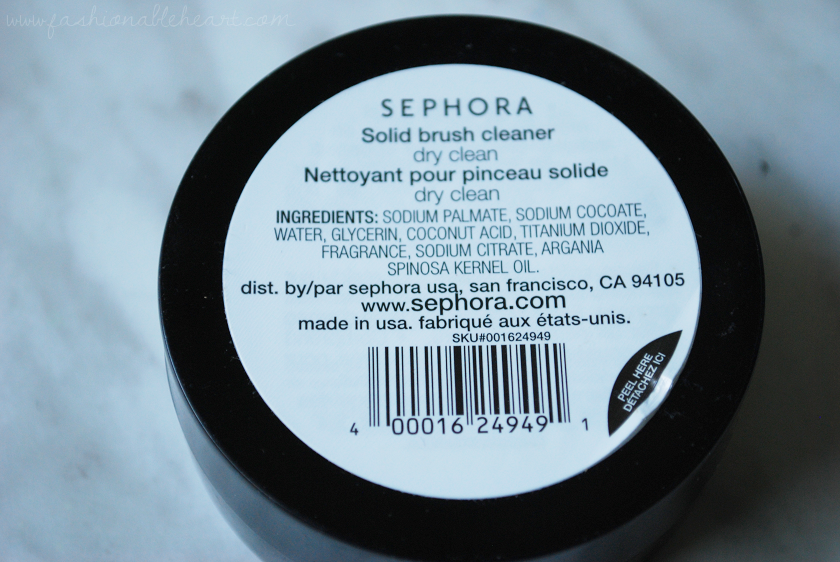 www.fashionableheart.com
SEPHORA
Solid brush cleaner
dry clean
Nettoyant pour pinceau solide
dry clean
INGREDIENTS: SODIUM PALMATE, SODIUM COCOATE,
WATER, GLYCERIN, COCONUT ACID, TITANIUM DIOXIDE,
FRAGRANCE, SODIUM CITRATE, ARGANIA
SPINOSA KERNEL OIL.
dist. by/par sephora usa, san francisco, CA 94105
www.sephora.com
made in usa. fabriqué aux états-unis.
SKU#001624949
4 00016 24949 1
PEEL HERE
DÉTACHEZ ICI